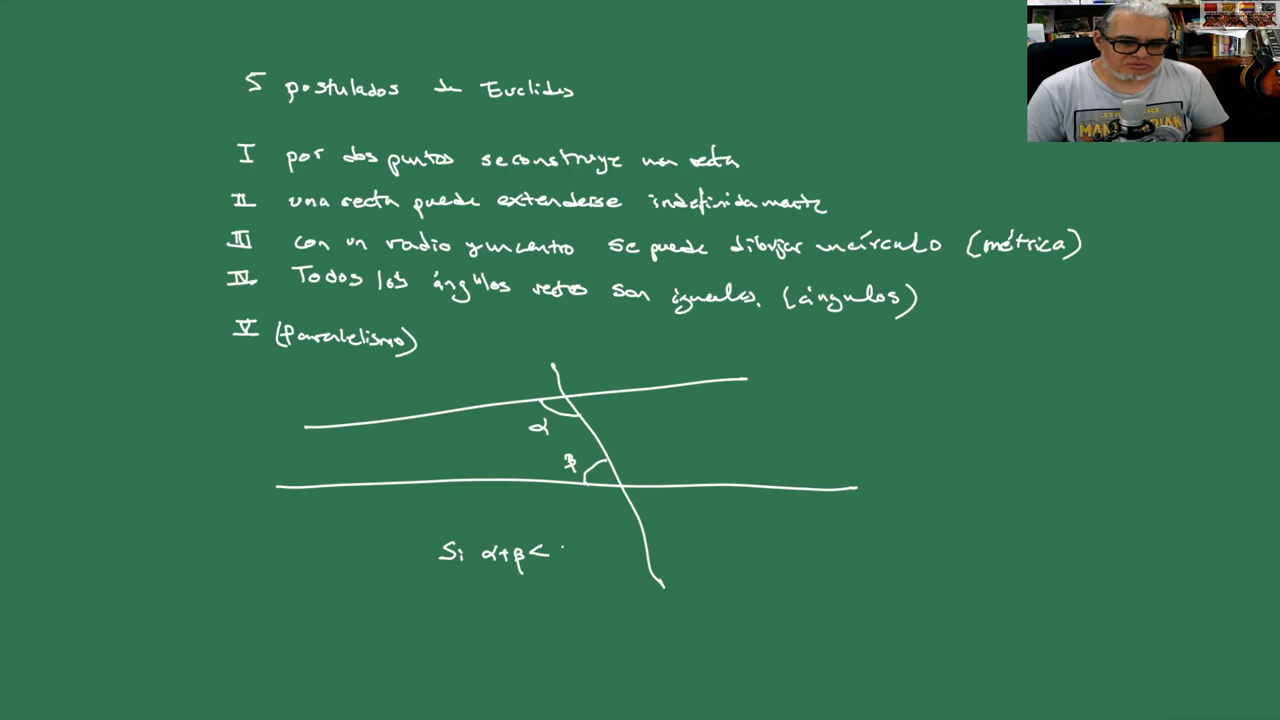 5 postulados de Euclides
I por dos puntos se construye una recta
II una recta puede extenderse indefinidamente
III con un radio y un centro se puede dibujar un círculo (métrica)
IV Todos los ángulos rectos son iguales. (ángulos)
V (paralelismo)
α
β
Si α+β<